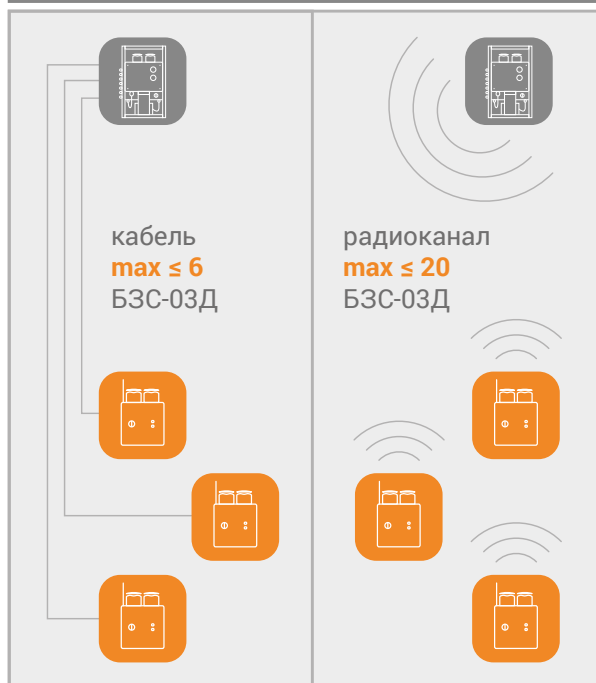 кабель
max ≤ 6
БЗС-03Д
радиоканал
max ≤ 20
БЗС-03Д